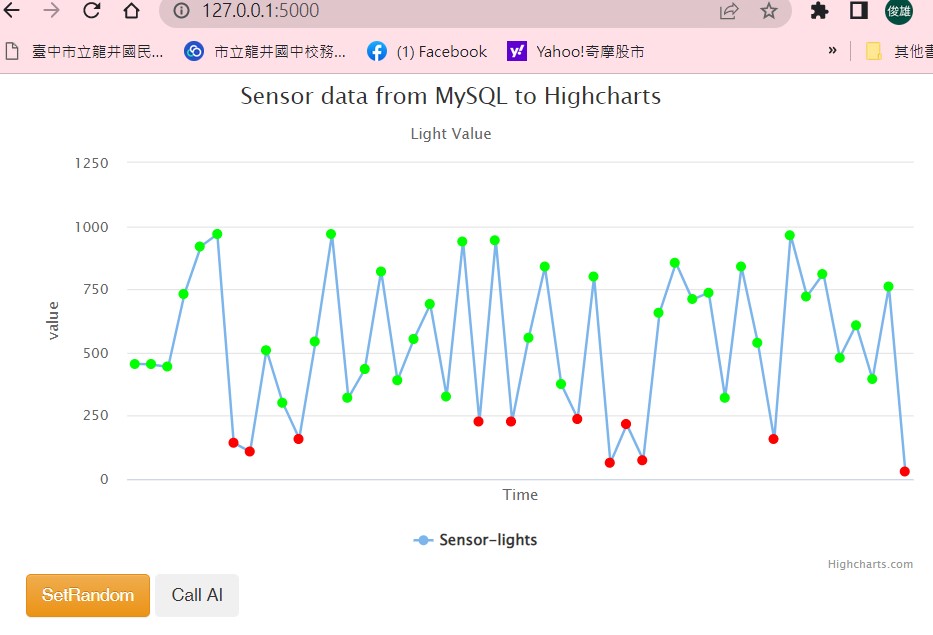 127.0.0.1:5000
俊雄
臺中市立龍井國民...
市立龍井國中校務...
(1) Facebook
y!
Yahoo!奇摩股市
»
其他書
Sensor data from MySQL to Highcharts
Light Value
1250
1000
750
500
250
0
value
Time
Sensor-lights
Highcharts.com
SetRandom
Call AI